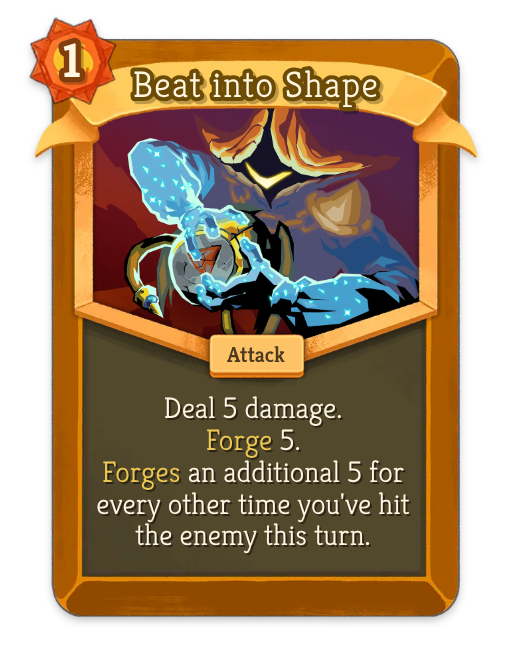 1
Beat into Shape
Attack
Deal 5 damage.
Forge 5.
Forges an additional 5 for
every other time you've hit
the enemy this turn.